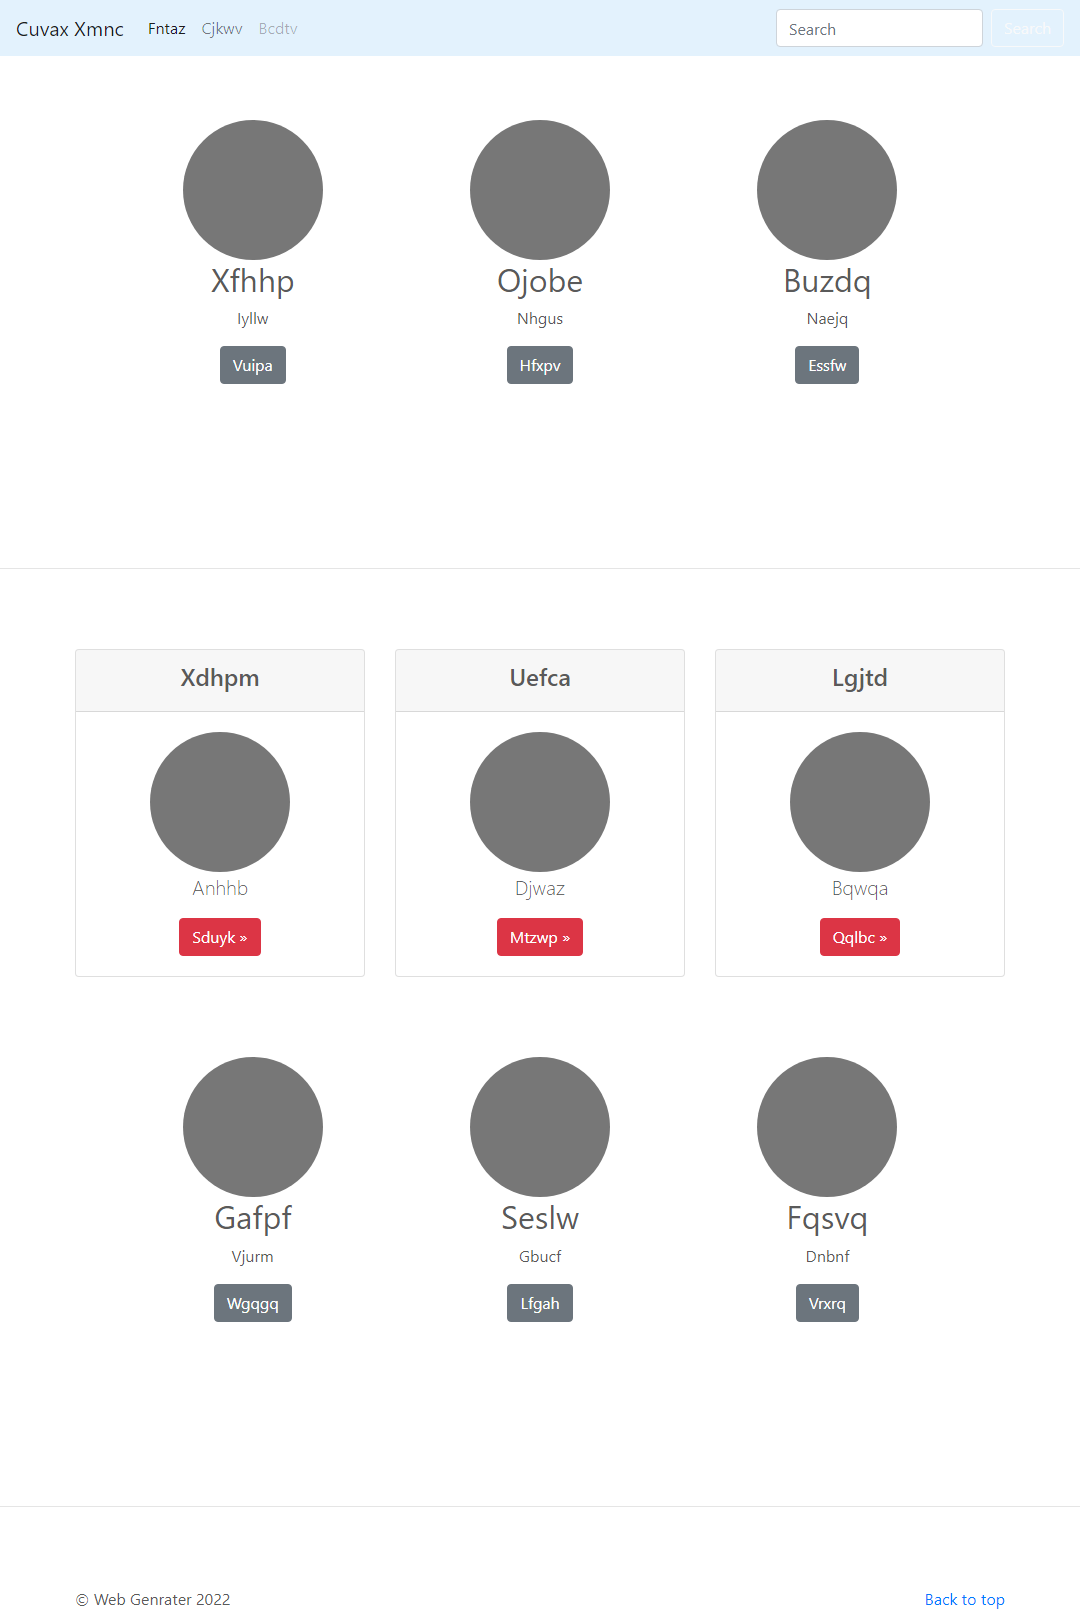 Cuvax Xmnc Fntaz Cjkwv Bcdtv Search Search
Xfhhp Ojobe Buzdq
Iyllw Nhgus Naejq
Vuipa Hfxpv Essfw
Xdhpm Uefca Lgjtd
Anhhb Djwaz Bqwqa
Sduyk » Mtzwp » Qqlbc »
Gafpf Seslw Fqsvq
Vjurm Gbucf Dnbnf
Wgqgq Lfgah Vrxrq
© Web Genrater 2022 Back to top